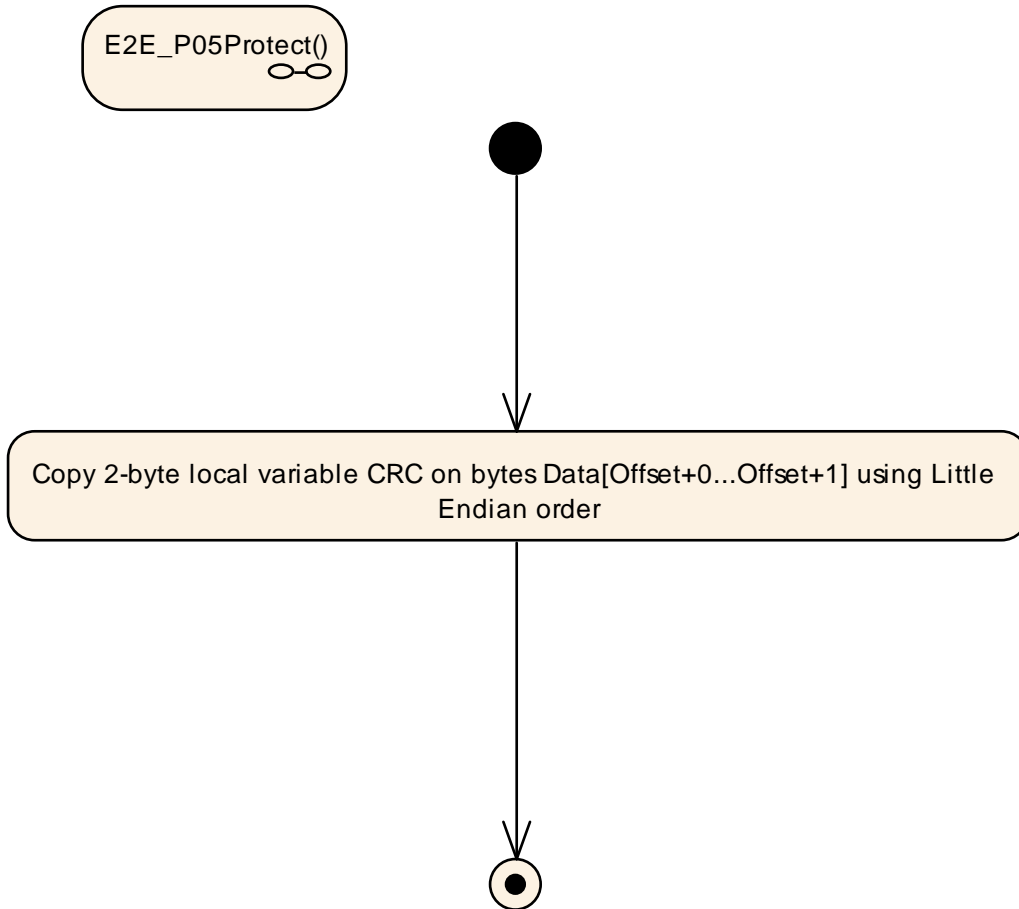 E2E_P05Protect()
Copy 2-byte local variable CRC on bytes Data[Offset+0...Offset+1] using Little
Endian order